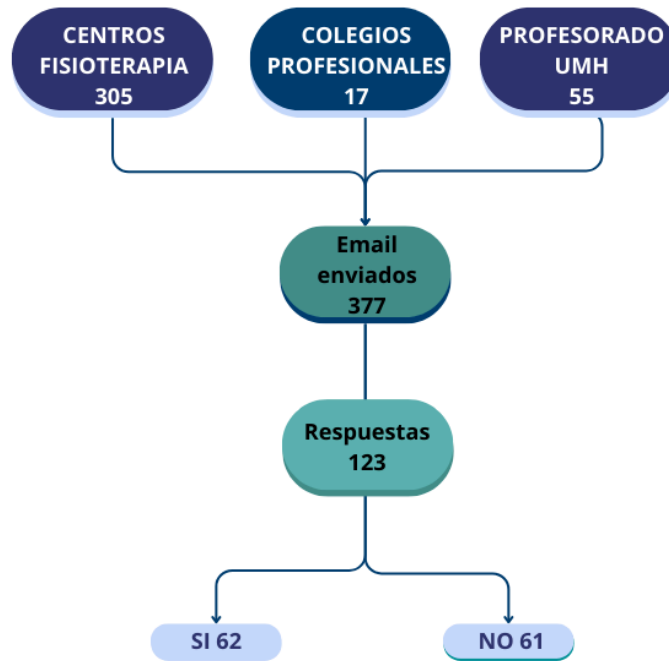 CENTROS
FISIOTERAPIA
305
COLEGIOS
PROFESIONALES
17
PROFESORADO
UMH
55
Email
enviados
377
Respuestas
123
SI 62
NO 61